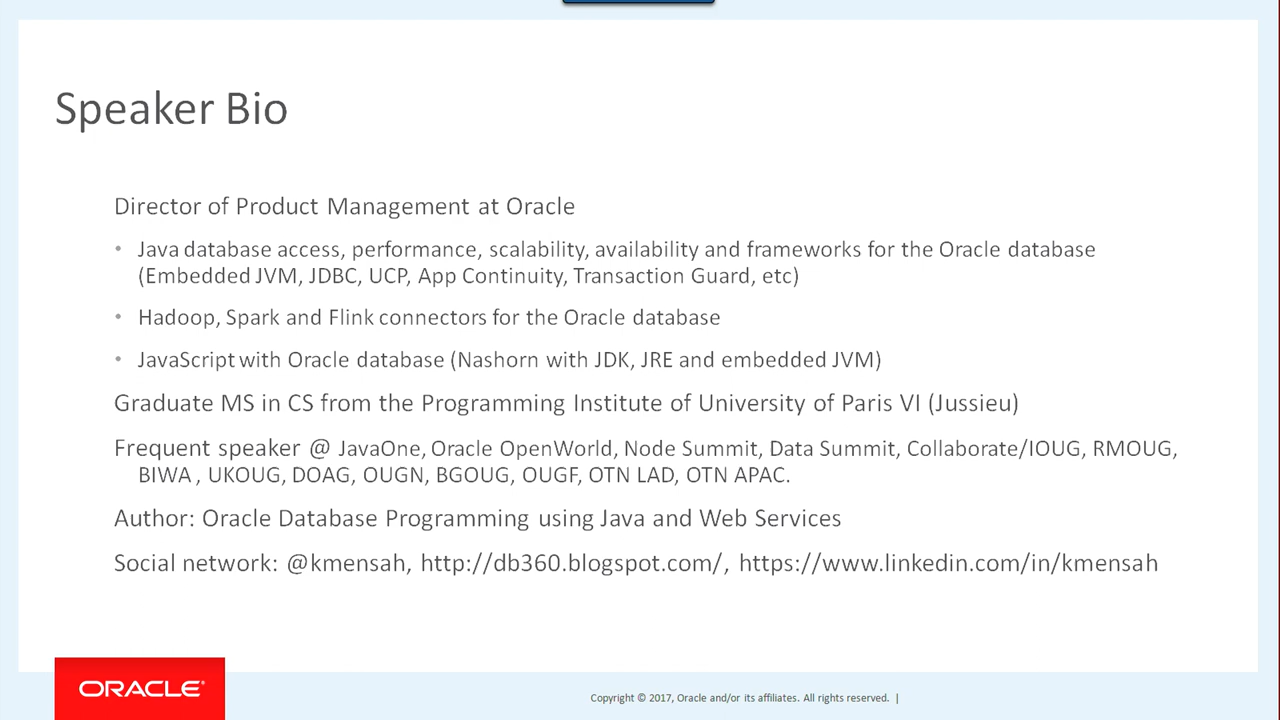 Speaker Bio
Director of Product Management at Oracle
• Java database access, performance, scalability, availability and frameworks for the Oracle database
(Embedded JVM, JDBC, UCP, App Continuity, Transaction Guard, etc)
• Hadoop, Spark and Flink connectors for the Oracle database
• JavaScript with Oracle database (Nashorn with JDK, JRE and embedded JVM)
Graduate MS in CS from the Programming Institute of University of Paris VI (Jussieu)
Frequent speaker @ JavaOne, Oracle OpenWorld, Node Summit, Data Summit, Collaborate/IOUG, RMOUG,
BIWA , UKOUG, DOAG, OUGN, BGOUG, OUGF, OTN LAD, OTN APAC.
Author: Oracle Database Programming using Java and Web Services
Social network: @kmensah, http://db360.blogspot.com/, https://www.linkedin.com/in/kmensah
ORACLE®
Copyright © 2017, Oracle and/or its affiliates. All rights reserved. |